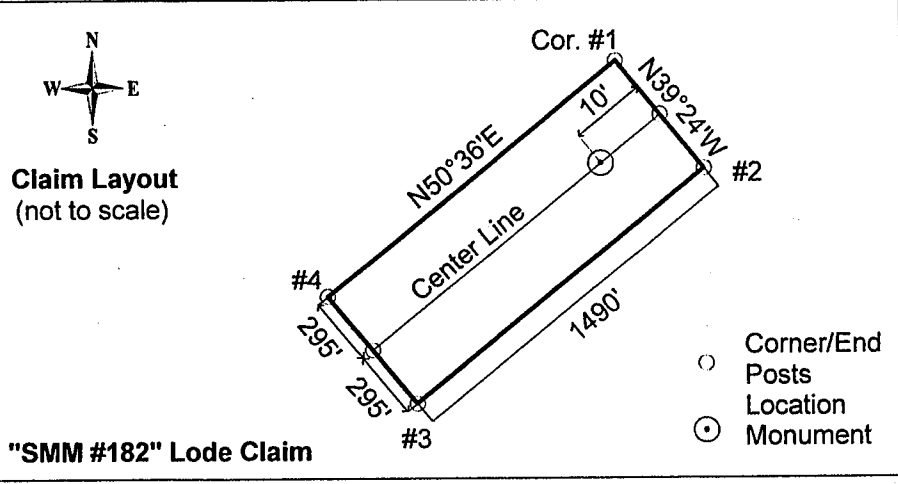 N
W E
S
Claim Layout
(not to scale)
Cor. #1
N39°24"W
10'
#2
N50°36'E
Center Line
#4
295'
295'
#3
1490'
Corner/End
Posts
Location
Monument
"SMM #182" Lode Claim